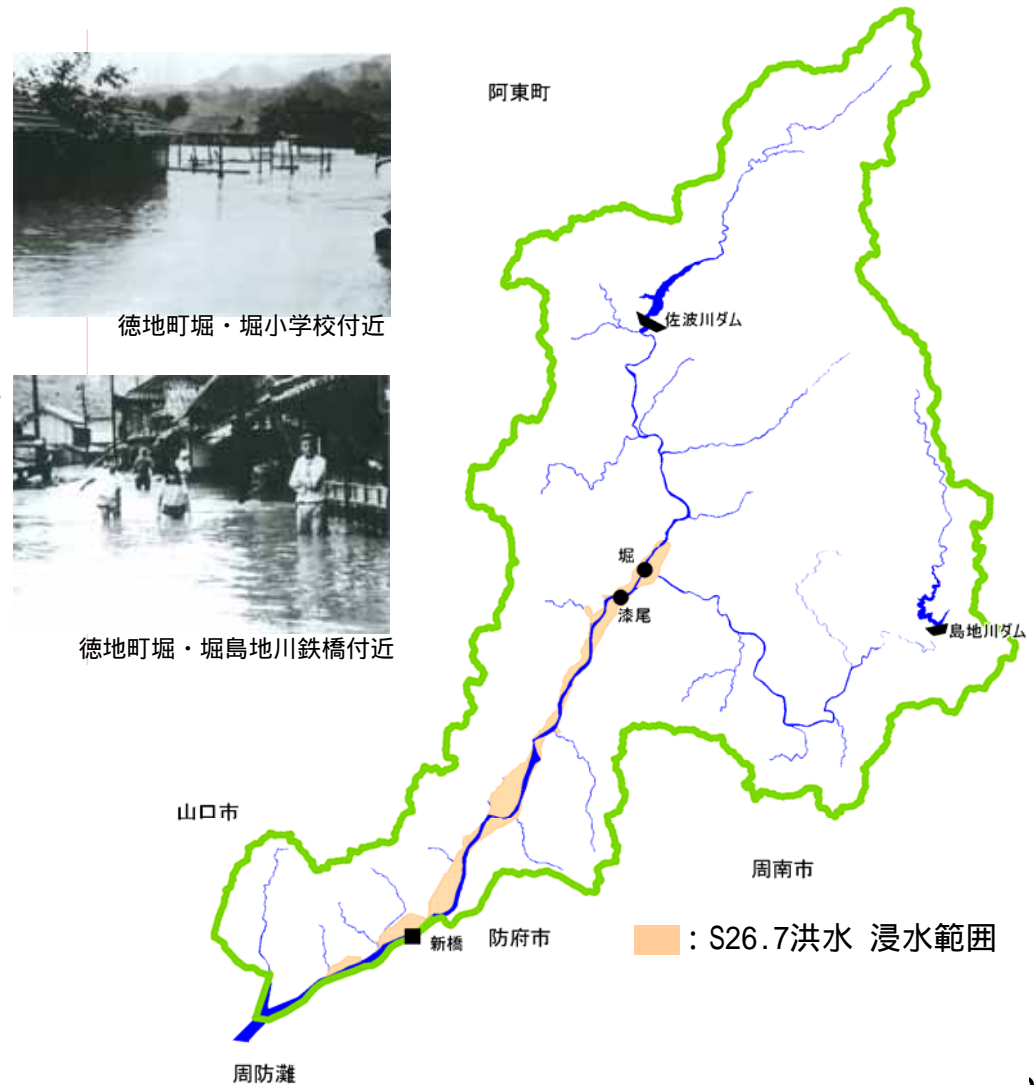 阿東町
徳地町堀・堀小学校付近
佐波川ダム
徳地町堀・堀島地川鉄橋付近
堀
漆尾
島地川ダム
山口市
周南市
新橋
防府市
：S26.7洪水 浸水範囲
周防灘